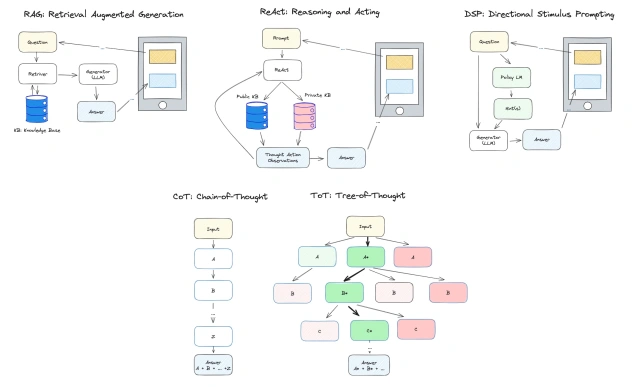 RAG: Retrieval Augmented Generation
Question
Retriver
Generator
(LLM)
Answer
KB: Knowledge Base
...
...
ReAct: Reasoning and Acting
Prompt
ReAct
Public KB
Private KB
Thought Action
Observations
Answer
...
...
DSP: Directional Stimulus Prompting
Question
Policy LM
Generator
(LLM)
Answer
...
...
CoT: Chain-of-Thought
Input
A
B
...
Z
Answer
A + B + ... +Z
ToT: Tree-of-Thought
Input
A
A+
A
B
B+
B
B
C
C+
C
...
Answer
A+ B+ + ...